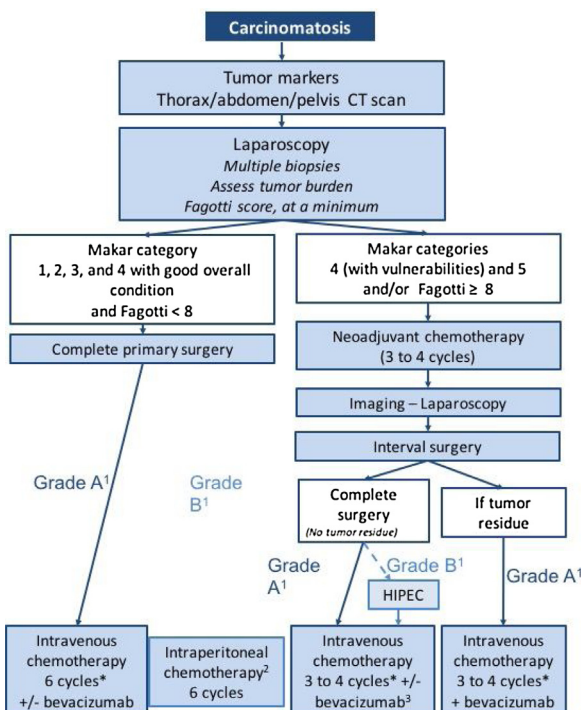 Carcinomatosis
Tumor markers
Thorax/abdomen/pelvis CT scan
Laparoscopy
Multiple biopsies
Assess tumor burden
Fagotti score, at a minimum
Makar category
1, 2, 3, and 4 with good overall
condition
and Fagotti < 8
Makar categories
4 (with vulnerabilities) and 5
and/or Fagotti ≥ 8
Complete primary surgery
Neoadjuvant chemotherapy
(3 to 4 cycles)
Imaging – Laparoscopy
Interval surgery
Grade A¹
Grade
B¹
Complete
surgery
(No tumor residue)
If tumor
residue
Grade
A¹
Grade B¹
Grade A¹
HIPEC
Intravenous
chemotherapy
6 cycles*
+/- bevacizumab
Intraperitoneal
chemotherapy²
6 cycles
Intravenous
chemotherapy
3 to 4 cycles* +/-
bevacizumab³
Intravenous
chemotherapy
3 to 4 cycles*
+ bevacizumab